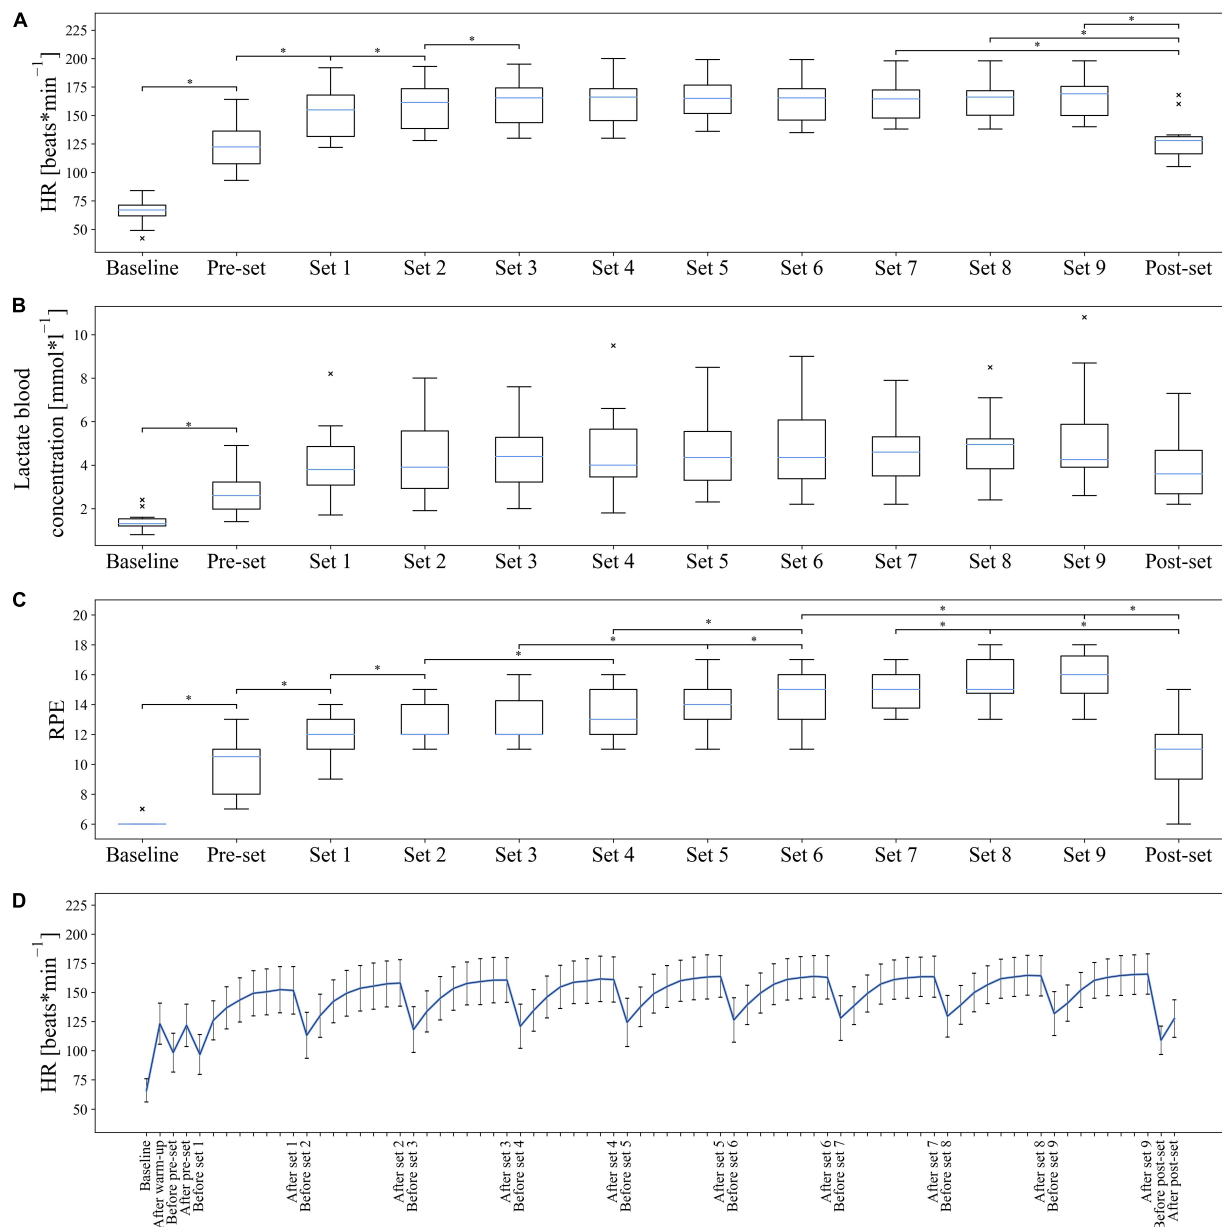 A
HR [beats*min⁻¹]
225
200
175
150
125
100
75
50
* * * * * * *
Baseline Pre-set Set 1 Set 2 Set 3 Set 4 Set 5 Set 6 Set 7 Set 8 Set 9 Post-set
B
Lactate blood
concentration [mmol*l⁻¹]
10
8
6
4
2
*
Baseline Pre-set Set 1 Set 2 Set 3 Set 4 Set 5 Set 6 Set 7 Set 8 Set 9 Post-set
C
RPE
20
18
16
14
12
10
8
6
* * * * * * * * * * *
Baseline Pre-set Set 1 Set 2 Set 3 Set 4 Set 5 Set 6 Set 7 Set 8 Set 9 Post-set
D
HR [beats*min⁻¹]
225
200
175
150
125
100
75
50
Baseline
After warm-up
Before pre-set
After pre-set
Before set 1
After set 1
Before set 2
After set 2
Before set 3
After set 3
Before set 4
After set 4
Before set 5
After set 5
Before set 6
After set 6
Before set 7
After set 7
Before set 8
After set 8
Before set 9
After set 9
Before post-set
After post-set